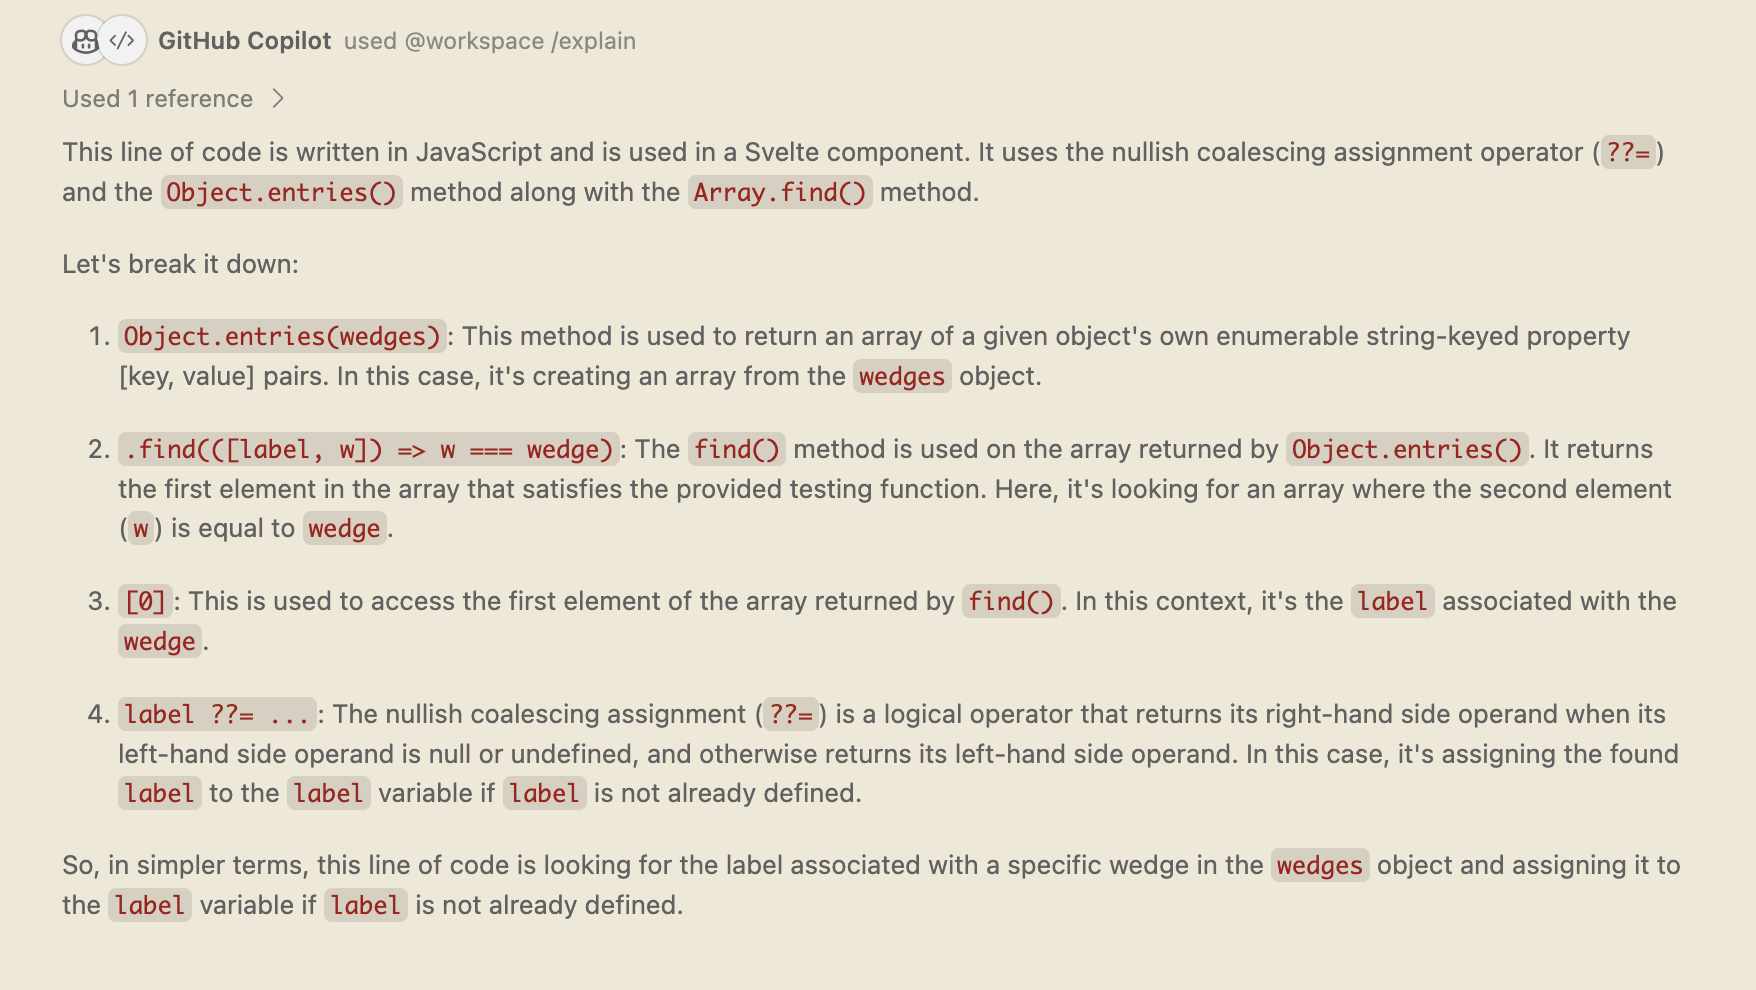 GitHub Copilot used @workspace /explain
Used 1 reference
This line of code is written in JavaScript and is used in a Svelte component. It uses the nullish coalescing assignment operator (??=)
and the Object.entries() method along with the Array.find() method.
Let's break it down:
1. Object.entries(wedges): This method is used to return an array of a given object's own enumerable string-keyed property
[key, value] pairs. In this case, it's creating an array from the wedges object.
2. .find(([label, w]) => w === wedge): The find() method is used on the array returned by Object.entries(). It returns
the first element in the array that satisfies the provided testing function. Here, it's looking for an array where the second element
(w) is equal to wedge.
3. [0]: This is used to access the first element of the array returned by find(). In this context, it's the label associated with the
wedge.
4. label ??= ...: The nullish coalescing assignment (??=) is a logical operator that returns its right-hand side operand when its
left-hand side operand is null or undefined, and otherwise returns its left-hand side operand. In this case, it's assigning the found
label to the label variable if label is not already defined.
So, in simpler terms, this line of code is looking for the label associated with a specific wedge in the wedges object and assigning it to
the label variable if label is not already defined.